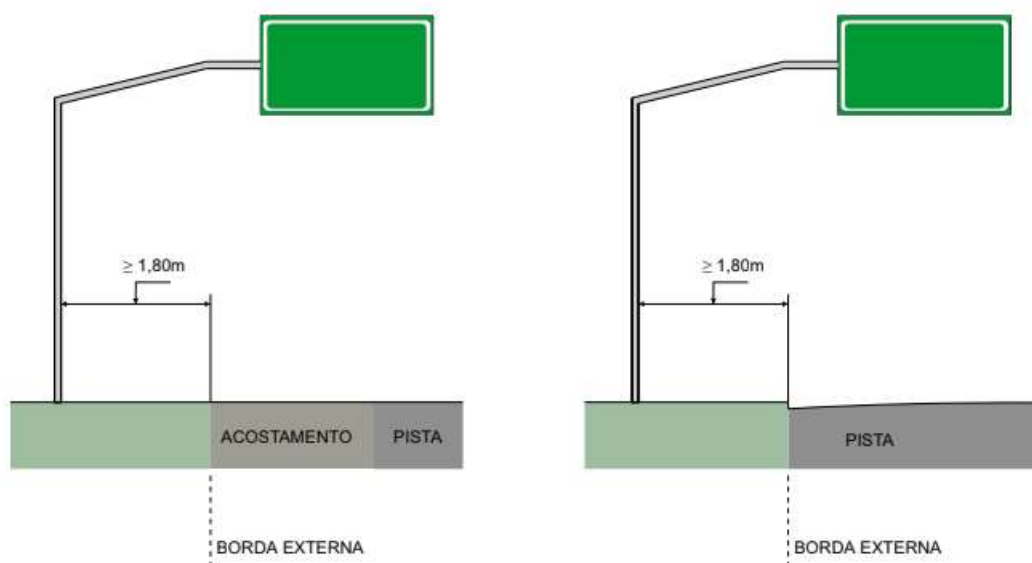 ≥ 1,80m
≥ 1,80m
ACOSTAMENTO
PISTA
PISTA
BORDA EXTERNA
BORDA EXTERNA